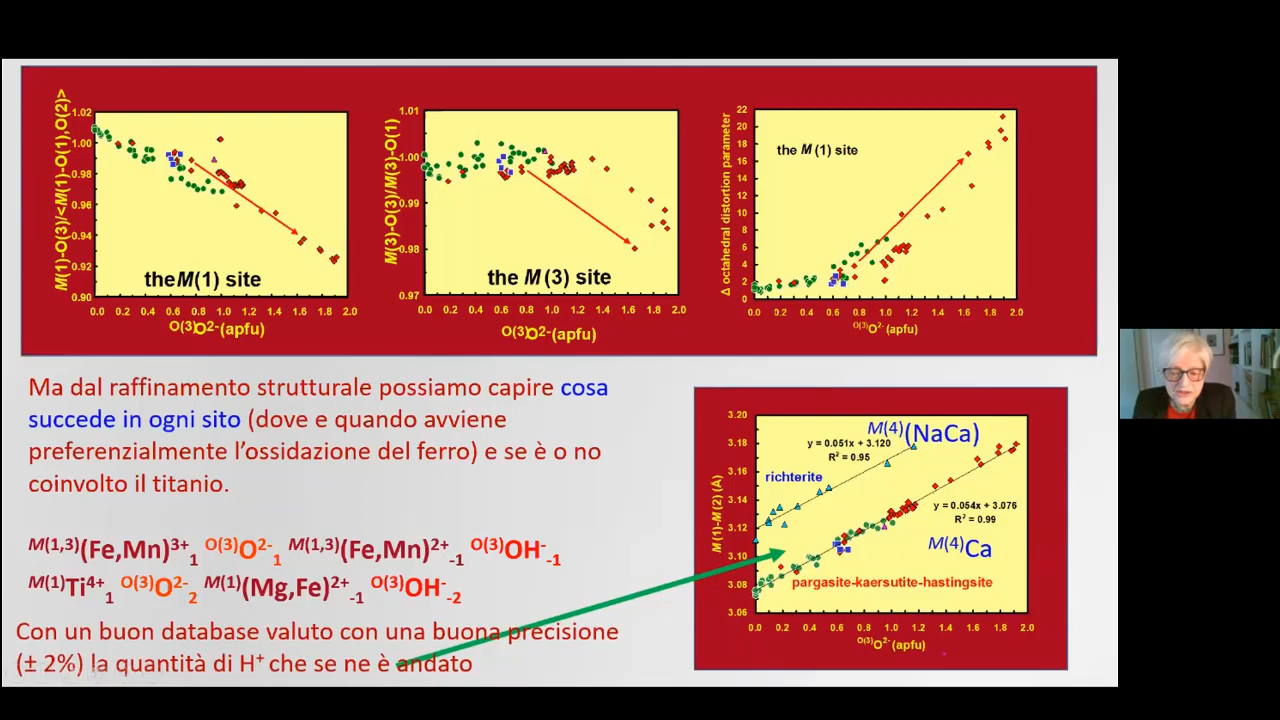 M(1)-O(3)/<M(1)-O(1),O(2)>
1.02
1.00
0.98
0.96
0.94
0.92
0.90
the M(1) site
0.0 0.2 0.4 0.6 0.8 1.0 1.2 1.4 1.6 1.8 2.0
O(3)O2-(apfu)
M(3)-O(3)/M(3)-O(1)
1.01
1.00
0.99
0.98
0.97
the M (3) site
0.0 0.2 0.4 0.6 0.8 1.0 1.2 1.4 1.6 1.8 2.0
O(3)O2-(apfu)
Δ octahedral distortion parameter
22
20
18
16
14
12
10
8
6
4
2
0
the M (1) site
0.0 0.2 0.4 0.6 0.8 1.0 1.2 1.4 1.6 1.8 2.0
O(3)O2-(apfu)
Ma dal raffinamento strutturale possiamo capire cosa
succede in ogni sito (dove e quando avviene
preferenzialmente l’ossidazione del ferro) e se è o no
coinvolto il titanio.
M(1,3)(Fe,Mn)3+1 O(3)O2-1 M(1,3)(Fe,Mn)2+-1 O(3)OH--1
M(1)Ti4+1 O(3)O2-2 M(1)(Mg,Fe)2+-1 O(3)OH--2
Con un buon database valuto con una buona precisione
(± 2%) la quantità di H+ che se ne è andato
M(1)-M(2) (Å)
3.20
3.18
3.16
3.14
3.12
3.10
3.08
3.06
M(4)(NaCa)
y = 0.051x + 3.120
R2 = 0.95
richterite
y = 0.054x + 3.076
R2 = 0.99
M(4)Ca
pargasite-kaersutite-hastingsite
0.0 0.2 0.4 0.6 0.8 1.0 1.2 1.4 1.6 1.8 2.0
O(3)O2-(apfu)